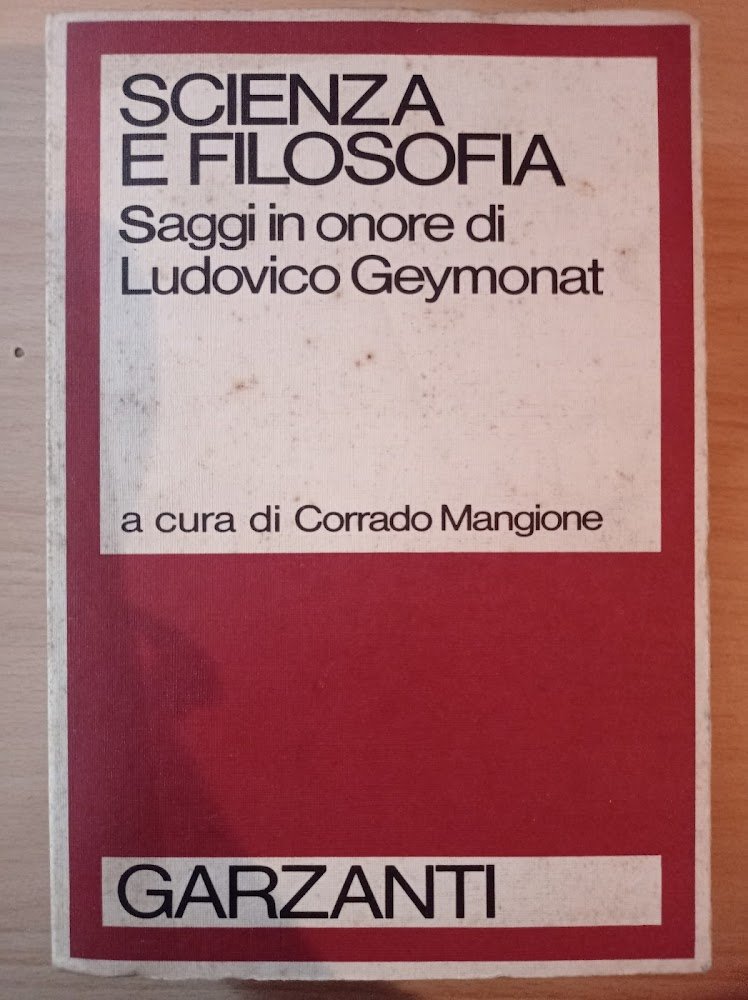 SCIENZA
E FILOSOFIA
Saggi in onore di
Ludovico Geymonat
a cura di Corrado Mangione
GARZANTI